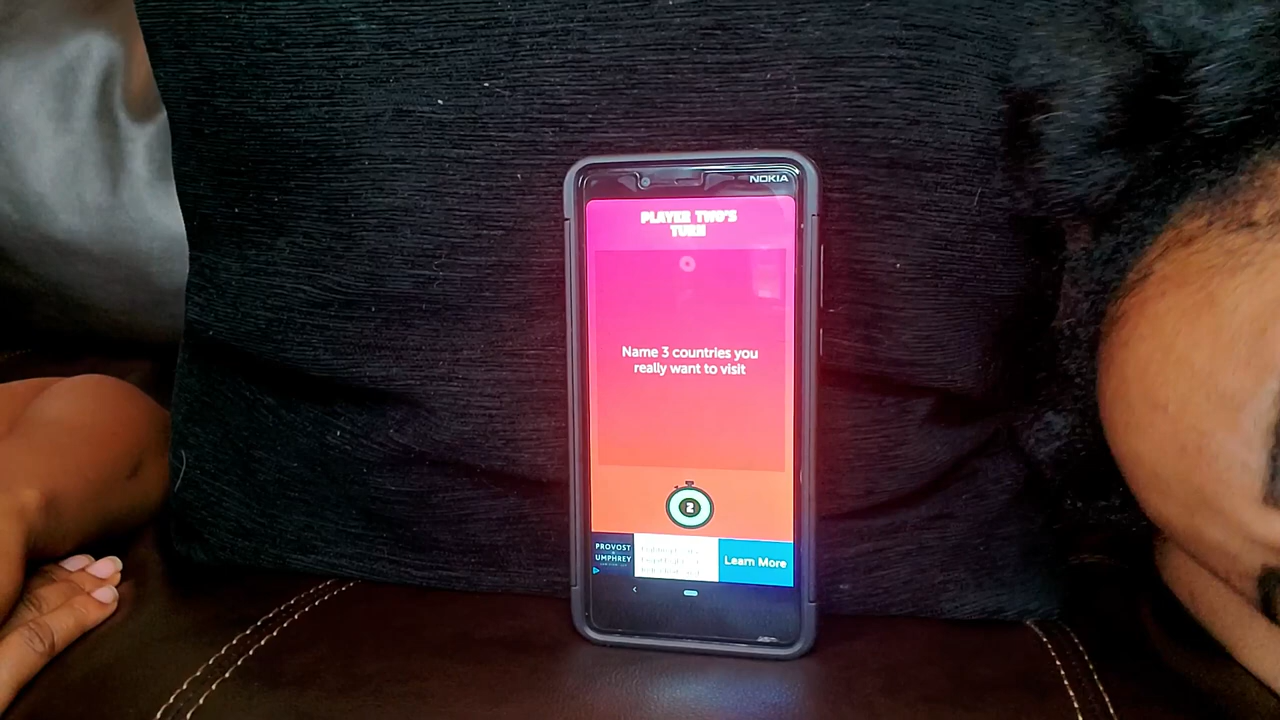 NOKIA
PLAYER TWO'S
TURN
Name 3 countries you
really want to visit
2
PROVOST
UMPHREY
Learn More